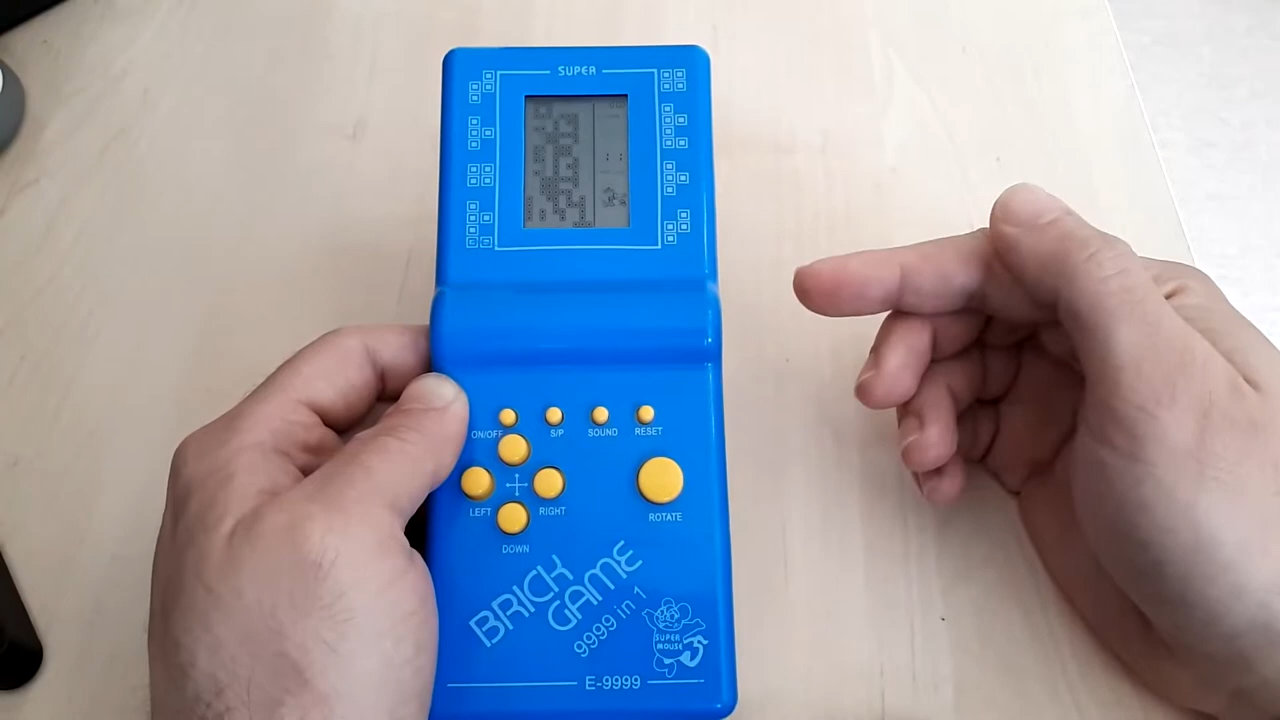 SUPER
ON/OFF S/P SOUND RESET
LEFT RIGHT ROTATE
DOWN
BRICK
GAME
9999 in 1
SUPER
MOUSE
E-9999